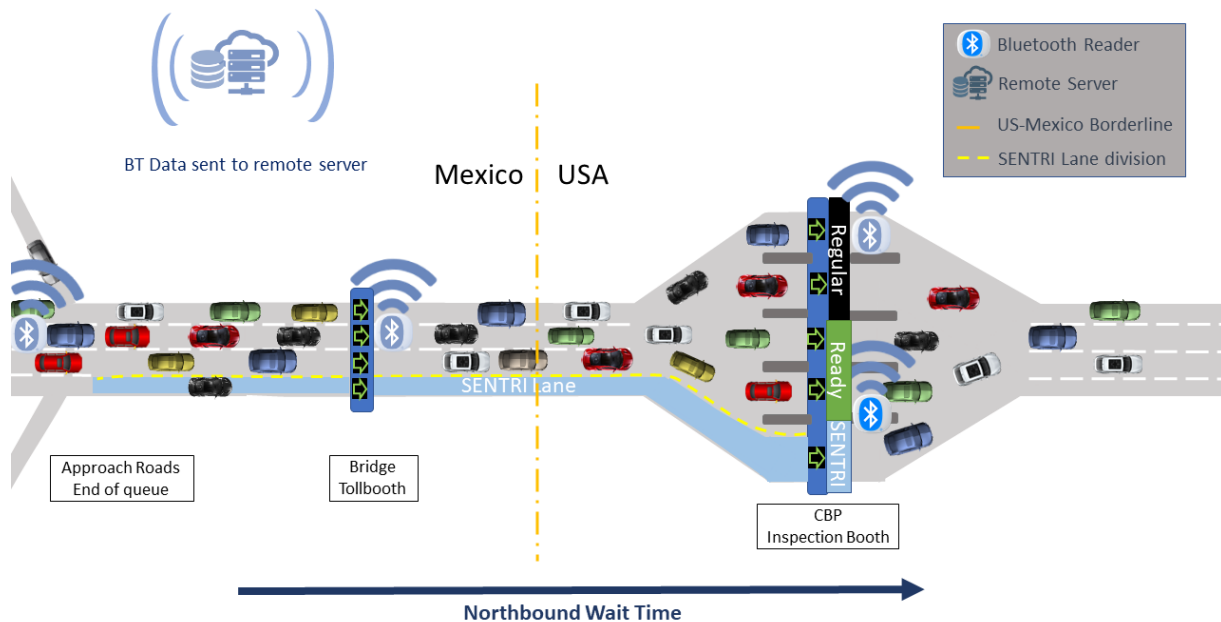 Bluetooth Reader
Remote Server
US-Mexico Borderline
SENTRI Lane division
BT Data sent to remote server
Mexico
USA
Regular
Ready
SENTRI
SENTRI Lane
Approach Roads
End of queue
Bridge
Tollbooth
CBP
Inspection Booth
Northbound Wait Time